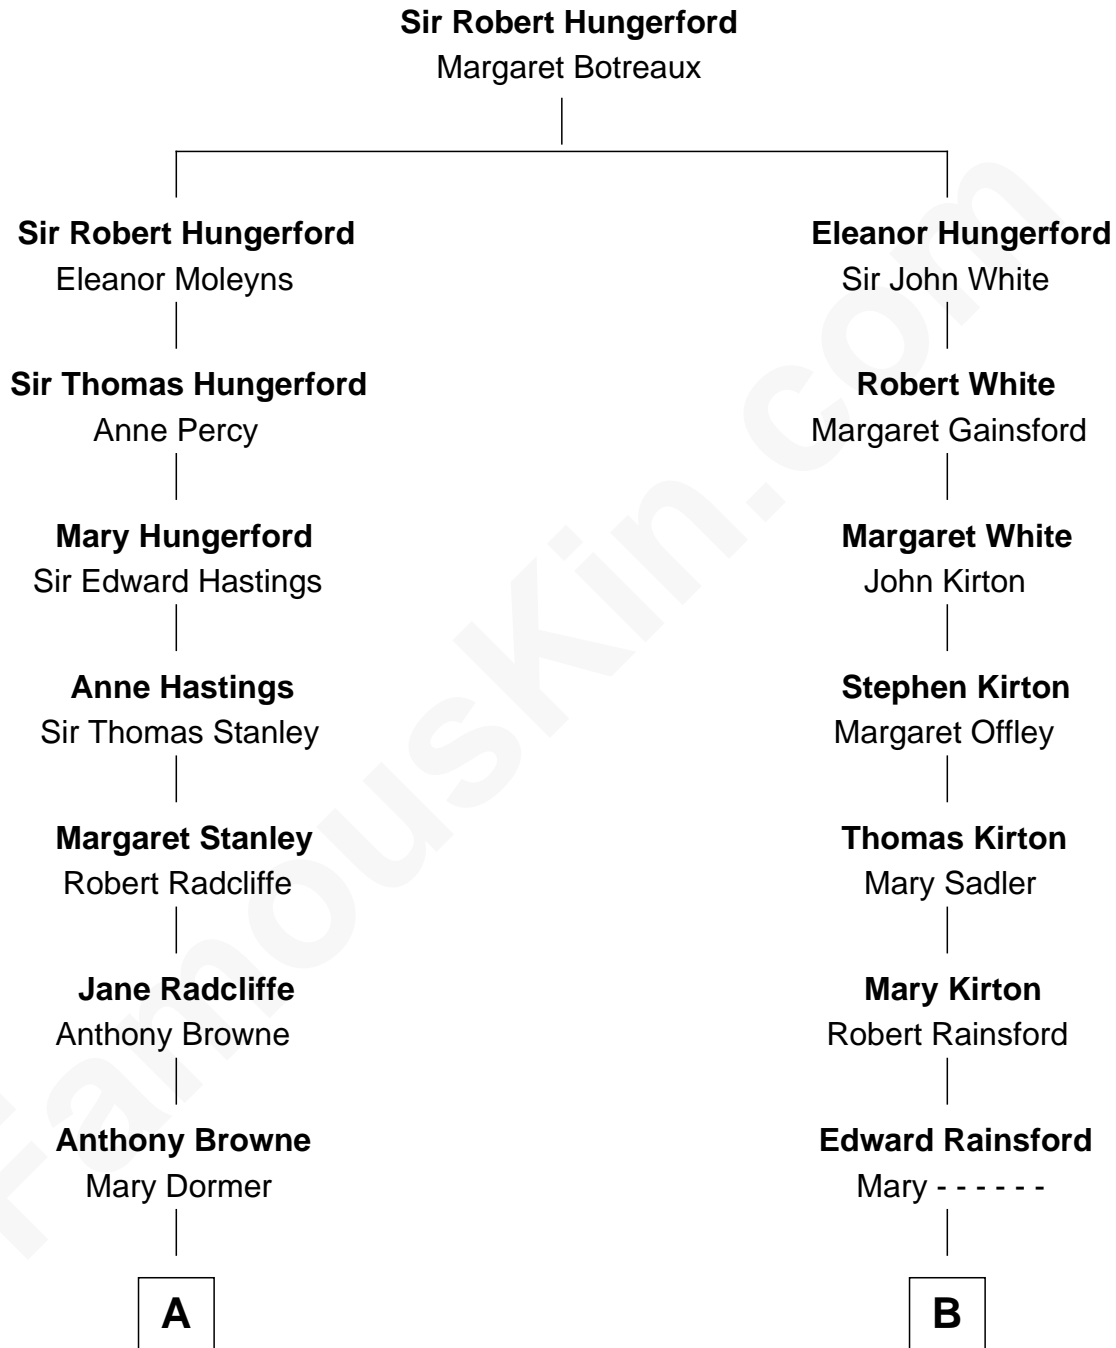 Sir Robert Hungerford
Margaret Botreaux
Sir Robert Hungerford
Eleanor Moleyns
Eleanor Hungerford
Sir John White
Sir Thomas Hungerford
Anne Percy
Robert White
Margaret Gainsford
Mary Hungerford
Sir Edward Hastings
Margaret White
John Kirton
Anne Hastings
Sir Thomas Stanley
Stephen Kirton
Margaret Offley
Margaret Stanley
Robert Radcliffe
Thomas Kirton
Mary Sadler
Jane Radcliffe
Anthony Browne
Mary Kirton
Robert Rainsford
Anthony Browne
Mary Dormer
Edward Rainsford
Mary - - - - - -
A
B
FamousKin.com